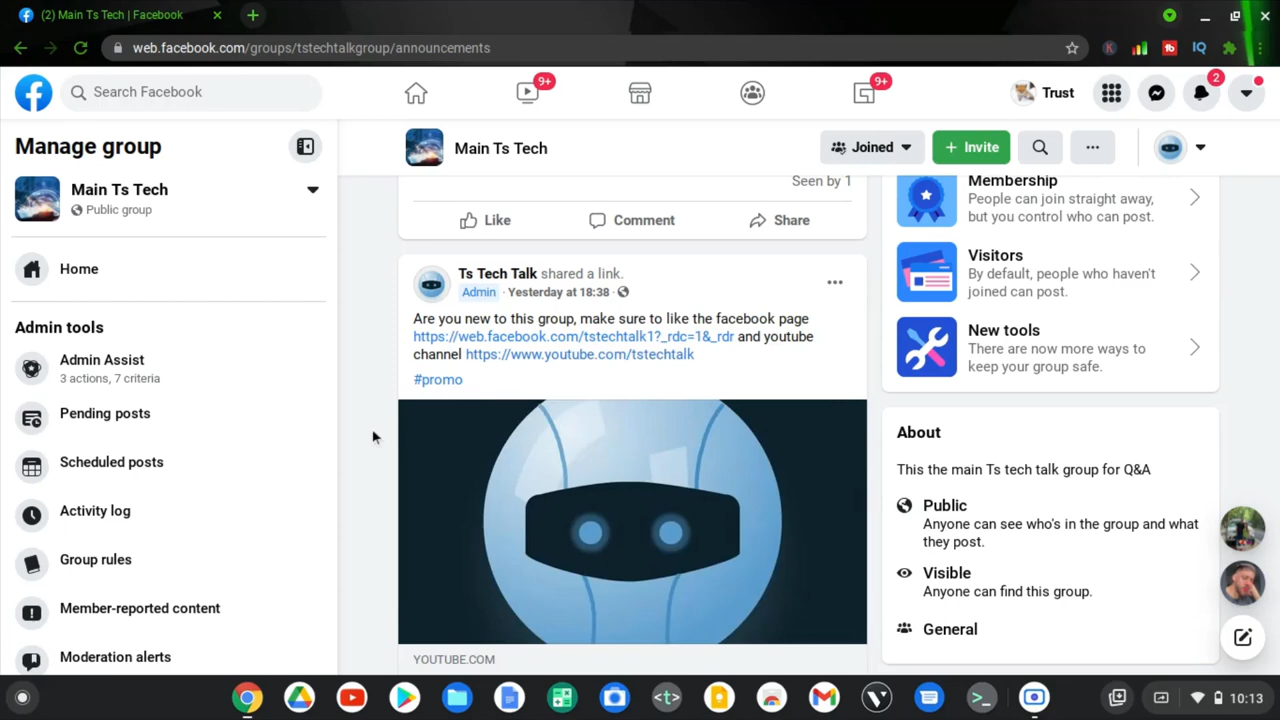 (2) Main Ts Tech | Facebook
web.facebook.com/groups/tstechtalkgroup/announcements
K
tb
IQ
Search Facebook
9+
9+
Trust
2
Manage group
Main Ts Tech
Joined
+ Invite
Main Ts Tech
Public group
Home
Admin tools
Admin Assist
3 actions, 7 criteria
Pending posts
Scheduled posts
Activity log
Group rules
Member-reported content
Moderation alerts
Seen by 1
Like
Comment
Share
Ts Tech Talk shared a link.
Admin · Yesterday at 18:38 ·
Are you new to this group, make sure to like the facebook page
https://web.facebook.com/tstechtalk1?_rdc=1&_rdr and youtube
channel https://www.youtube.com/tstechtalk
#promo
YOUTUBE.COM
Membership
People can join straight away,
but you control who can post.
Visitors
By default, people who haven't
joined can post.
New tools
There are now more ways to
keep your group safe.
About
This the main Ts tech talk group for Q&A
Public
Anyone can see who's in the group and what
they post.
Visible
Anyone can find this group.
General
<t>
10:13